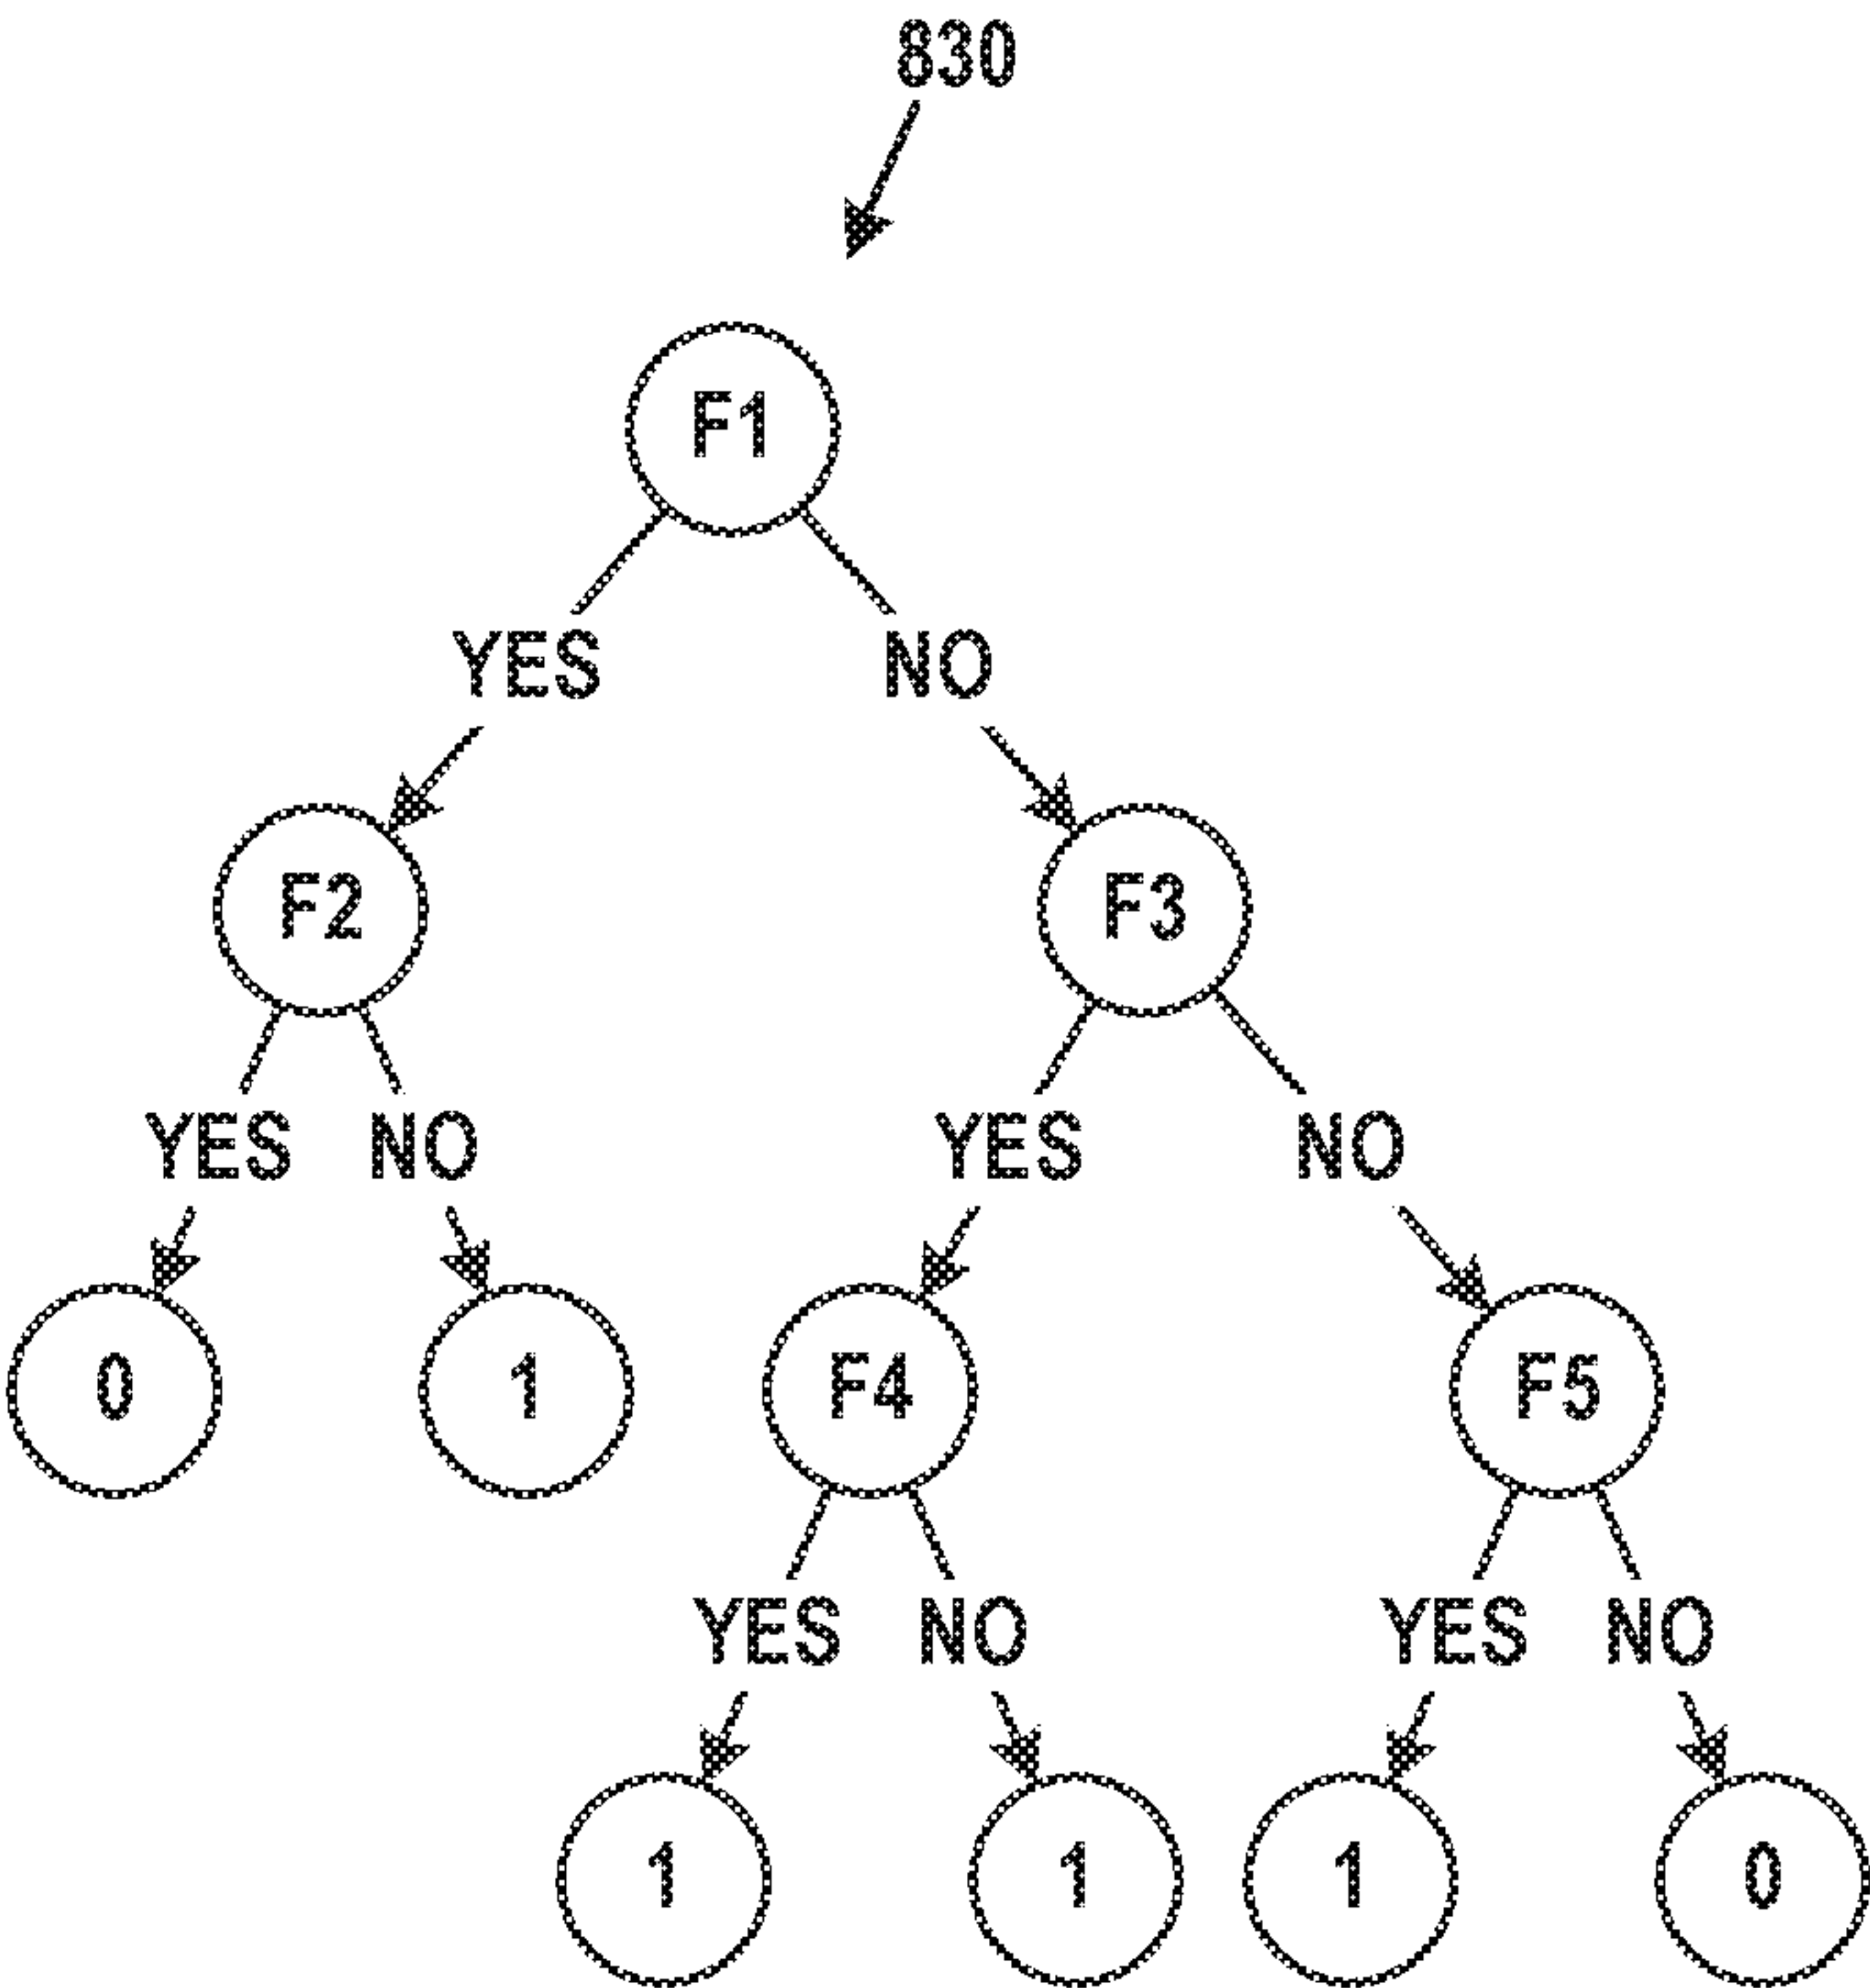 830
F1
YES NO
F2 F3
YES NO YES NO
0 1 F4 F5
YES NO YES NO
1 1 1 0